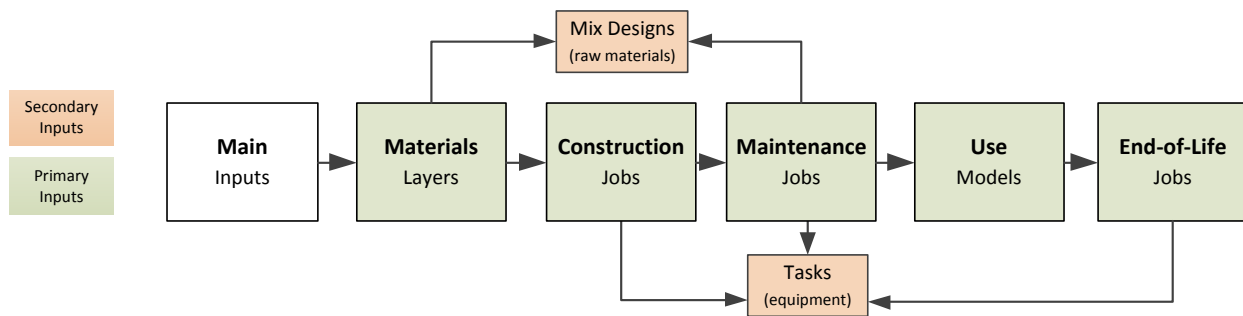 Mix Designs
(raw materials)
Secondary
Inputs
Primary
Inputs
Main
Inputs
Materials
Layers
Construction
Jobs
Maintenance
Jobs
Use
Models
End-of-Life
Jobs
Tasks
(equipment)